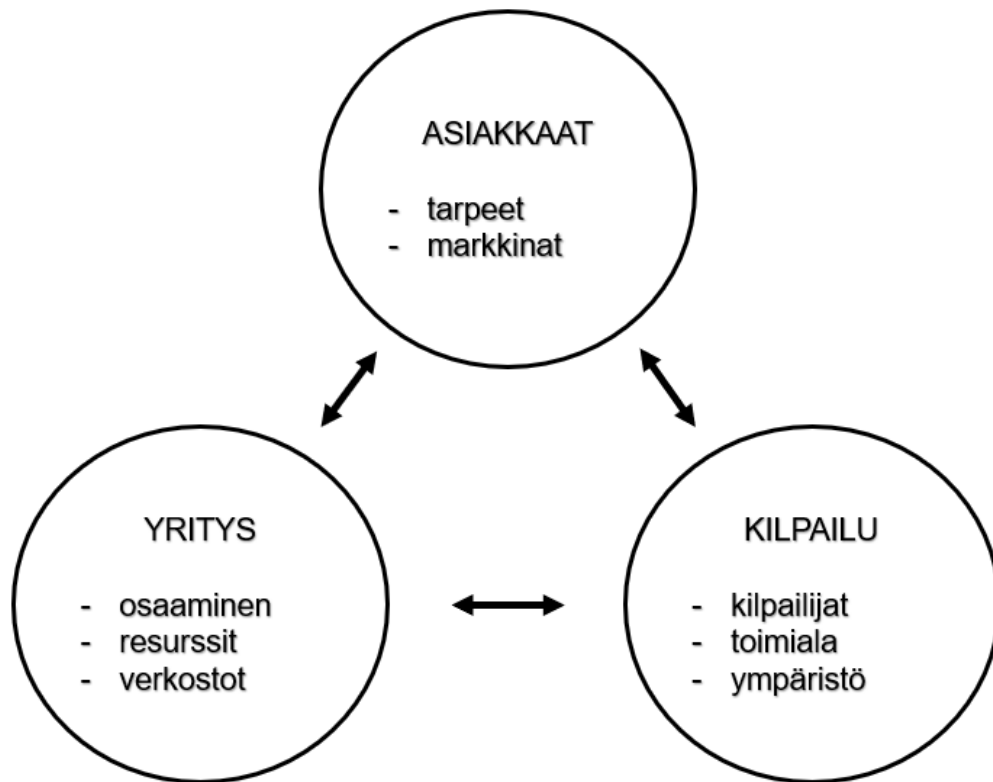 ASIAKKAAT
- tarpeet
- markkinat
YRITYS
- osaaminen
- resurssit
- verkostot
KILPAILU
- kilpailijat
- toimiala
- ympäristö